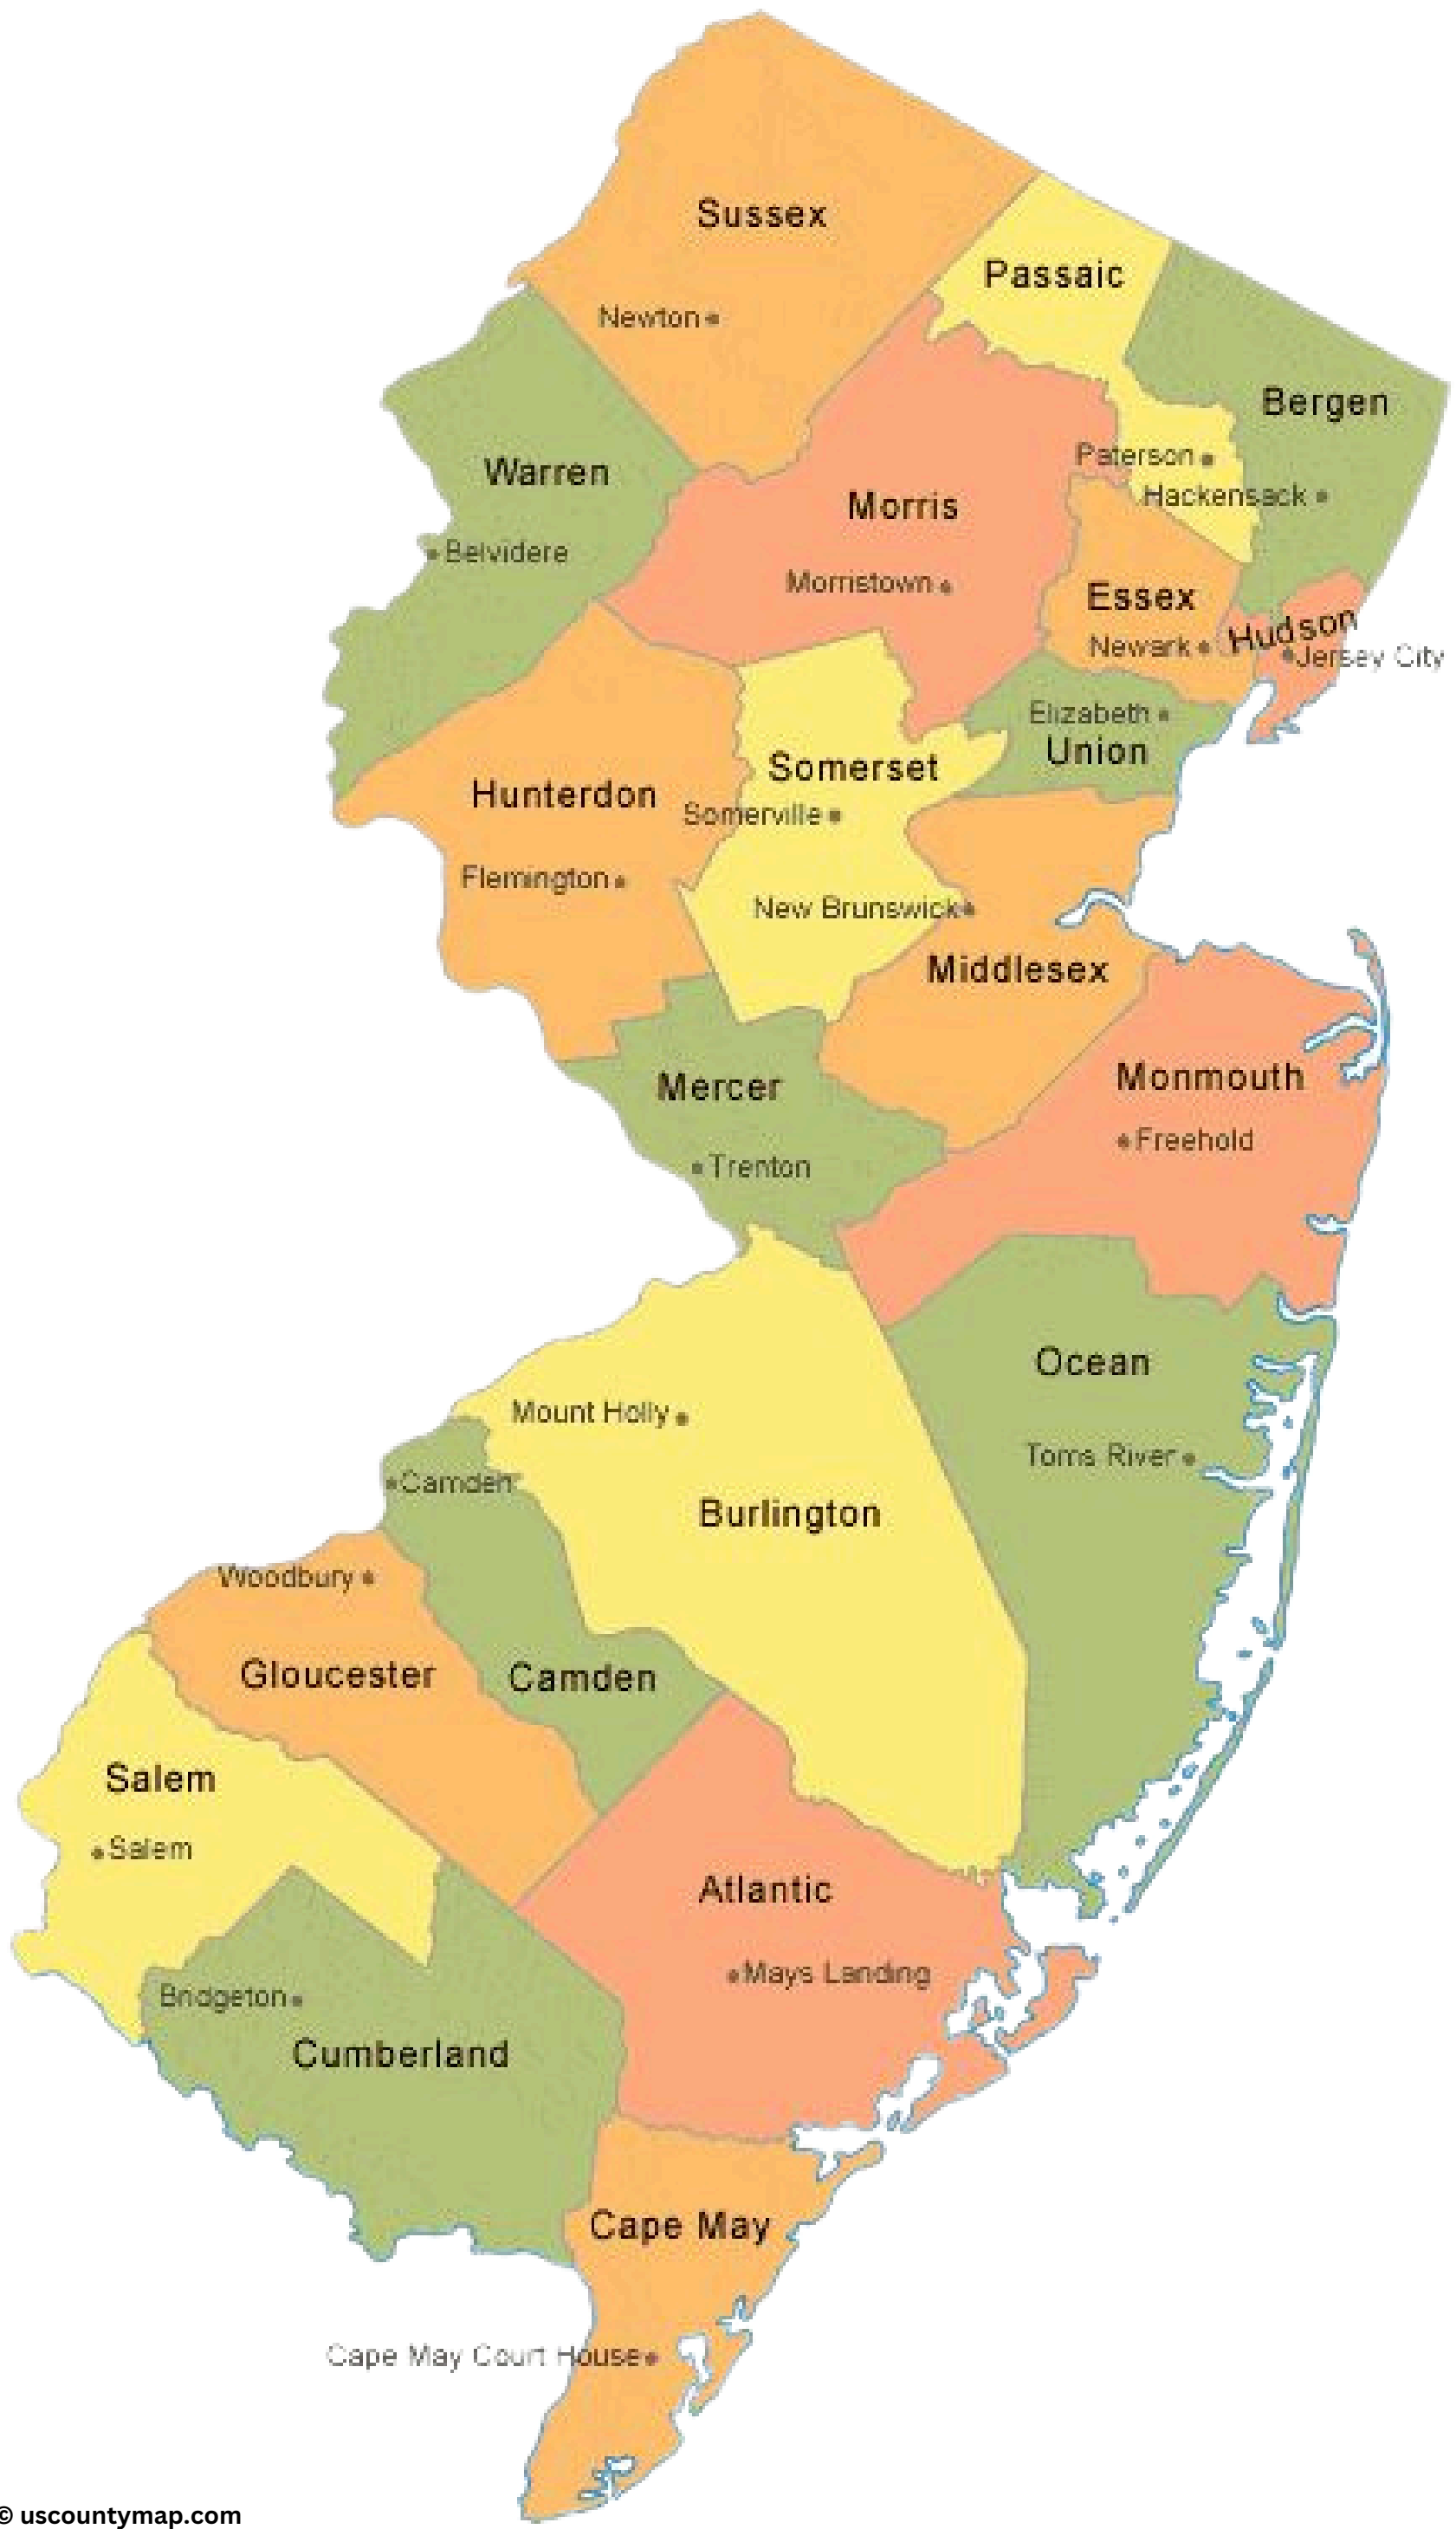 Sussex
Passaic
Newton
Bergen
Warren
Paterson
Hackensack
Morris
Belvidere
Morristown
Essex
Hudson
Newark
Jersey City
Elizabeth
Union
Somerset
Hunterdon
Somerville
Flemington
New Brunswick
Middlesex
Monmouth
Mercer
Freehold
Trenton
Ocean
Mount Holly
Toms River
Camden
Burlington
Woodbury
Gloucester
Camden
Salem
Salem
Atlantic
Mays Landing
Bridgeton
Cumberland
Cape May
Cape May Court House
© uscountymap.com